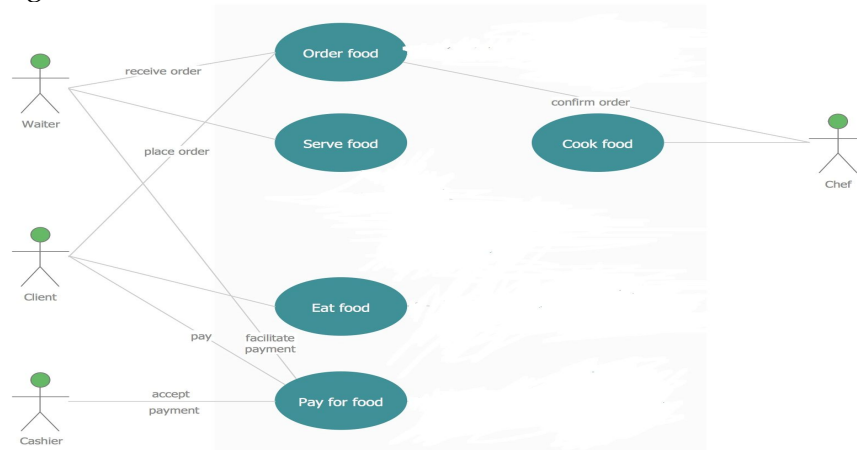 Order food
receive order
confirm order
Waiter
Serve food
Cook food
place order
Chef
Client
Eat food
pay
facilitate
payment
accept
payment
Pay for food
Cashier